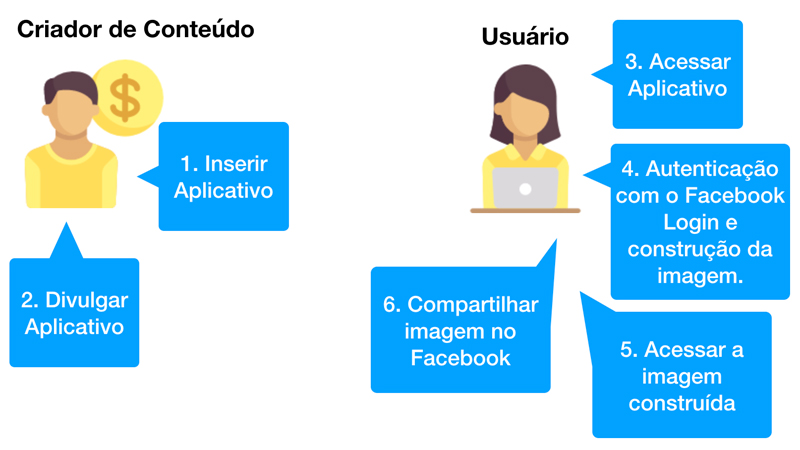 Criador de Conteúdo
1. Inserir
Aplicativo
2. Divulgar
Aplicativo
Usuário
3. Acessar
Aplicativo
4. Autenticação
com o Facebook
Login e
construção da
imagem.
5. Acessar a
imagem
construída
6. Compartilhar
imagem no
Facebook